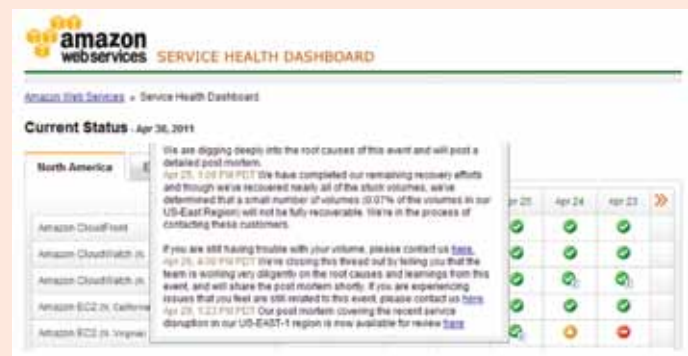 amazon
webservices SERVICE HEALTH DASHBOARD
Amazon Web Services » Service Health Dashboard
Current Status - Apr 30, 2011
North America
We are digging deeply into the root causes of this event and will post a
detailed post mortem.
Apr 25, PM PDT We have completed our remaining recovery efforts
and though we've recovered nearly all of the stuck volumes, we've
determined that a small number of volumes (0.07% of the volumes in our
US-East Region) will not be fully recoverable. We're in the process of
contacting these customers.
If you are still having trouble with your volume, please contact us here.
PM PDT We're closing this thread out by telling you that the
team is working very diligently on the root causes and learnings from this
event, and will share the post mortem shortly. If you are experiencing
issues that you feel are still related to this event, please contact us here
1:23 PM PDT Our post mortem covering the recent service
disruption in our US-EAST-1 region is now available for review here
Apr 24 Apr 23
Amazon CloudFront
Amazon CloudWatch (N.
Amazon CloudWatch (N.
Amazon EC2 (N. California
Amazon EC2 (N. Virginia)